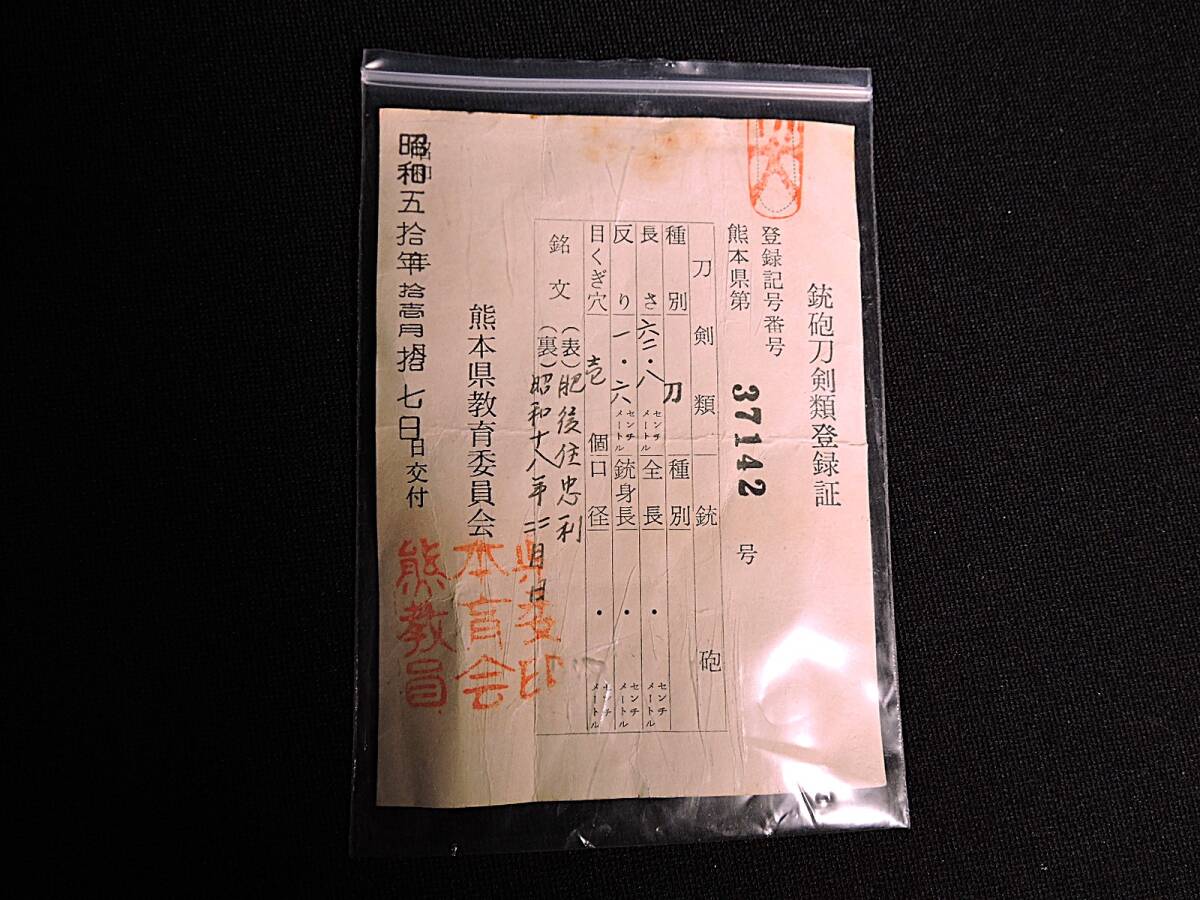 銃砲刀剣類登録証
登録記号番号
熊本県第 37142 号
刀剣類 銃砲
種別 刀 種別
長さ 六二・八 センチメートル 全長 ・ センチメートル
反り 一・六 センチメートル 銃身長 ・ センチメートル
目くぎ穴 壱 個 口径 ・ センチメートル
銘文 (表) 肥後住忠利
(裏) 昭和十八年二月日
熊本県教育委員会
昭和五拾年拾壱月拾七日交付
熊本県
教育委
員会印